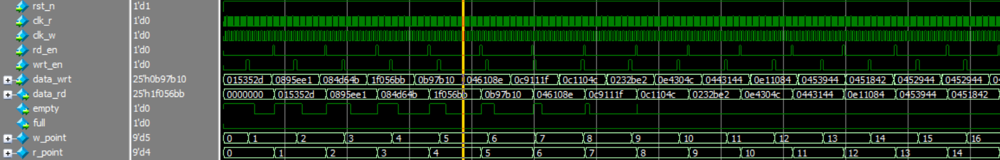 rst_n 1'd1
clk_r 1'd0
clk_w 1'd0
rd_en 1'd0
wrt_en 1'd0
data_wrt 25'h0b97b10 015352d 0895ee1 084d64b 1f056bb 0b97b10 046108e 0c9111f 0c1104c 0232be2 0e4304c 0443144 0e11084 0453944 0451842 0452944 0452944
data_rd 25'h1f056bb 0000000 015352d 0895ee1 084d64b 1f056bb 0b97b10 046108e 0c9111f 0c1104c 0232be2 0e4304c 0443144 0e11084 0453944 0451842
empty 1'd0
full 1'd0
w_point 9'd5 0 1 2 3 4 5 6 7 8 9 10 11 12 13 14 15 16
r_point 9'd4 0 1 2 3 4 5 6 7 8 9 10 11 12 13 14